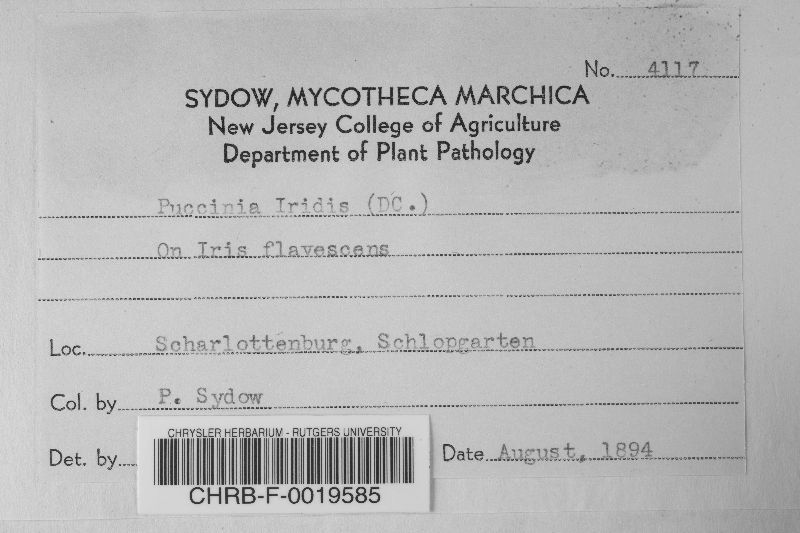 No. 4117
SYDOW, MYCOTHECA MARCHICA
New Jersey College of Agriculture
Department of Plant Pathology
Puccinia Iridis (DC.)
On Iris flavescens
Loc. Scharlottenburg, Schlopgarten
Col. by P. Sydow
Det. by
Date August, 1894
CHRYSLER HERBARIUM - RUTGERS UNIVERSITY
CHRB-F-0019585